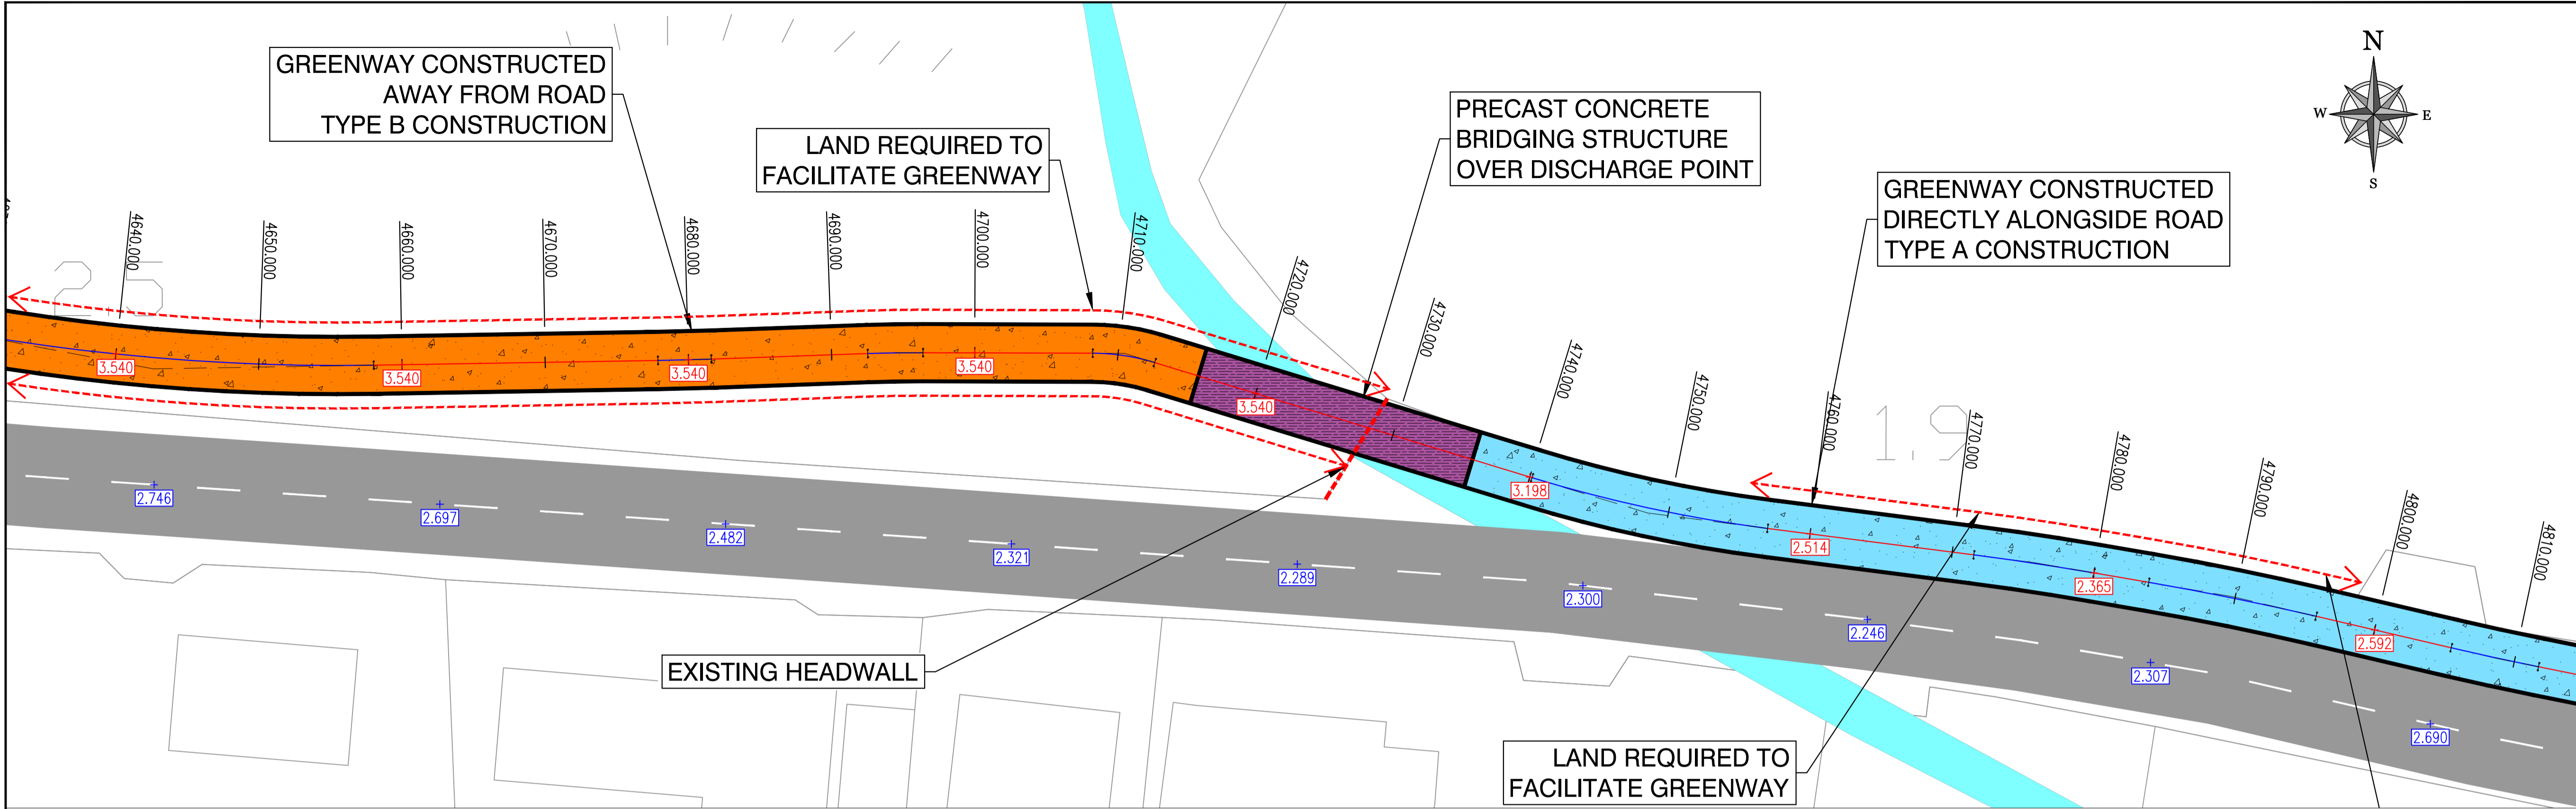 GREENWAY CONSTRUCTED
AWAY FROM ROAD
TYPE B CONSTRUCTION
LAND REQUIRED TO
FACILITATE GREENWAY
PRECAST CONCRETE
BRIDGING STRUCTURE
OVER DISCHARGE POINT
GREENWAY CONSTRUCTED
DIRECTLY ALONGSIDE ROAD
TYPE A CONSTRUCTION
N
W
E
S
4640.000
4650.000
4660.000
4670.000
4680.000
4690.000
4700.000
4710.000
4720.000
4730.000
4740.000
4750.000
4760.000
4770.000
4780.000
4790.000
4800.000
4810.000
2.5
1.9
3.540
3.540
3.540
3.540
3.540
3.198
2.514
2.365
2.592
2.746
2.697
2.482
2.321
2.289
2.300
2.246
2.307
2.690
EXISTING HEADWALL
LAND REQUIRED TO
FACILITATE GREENWAY